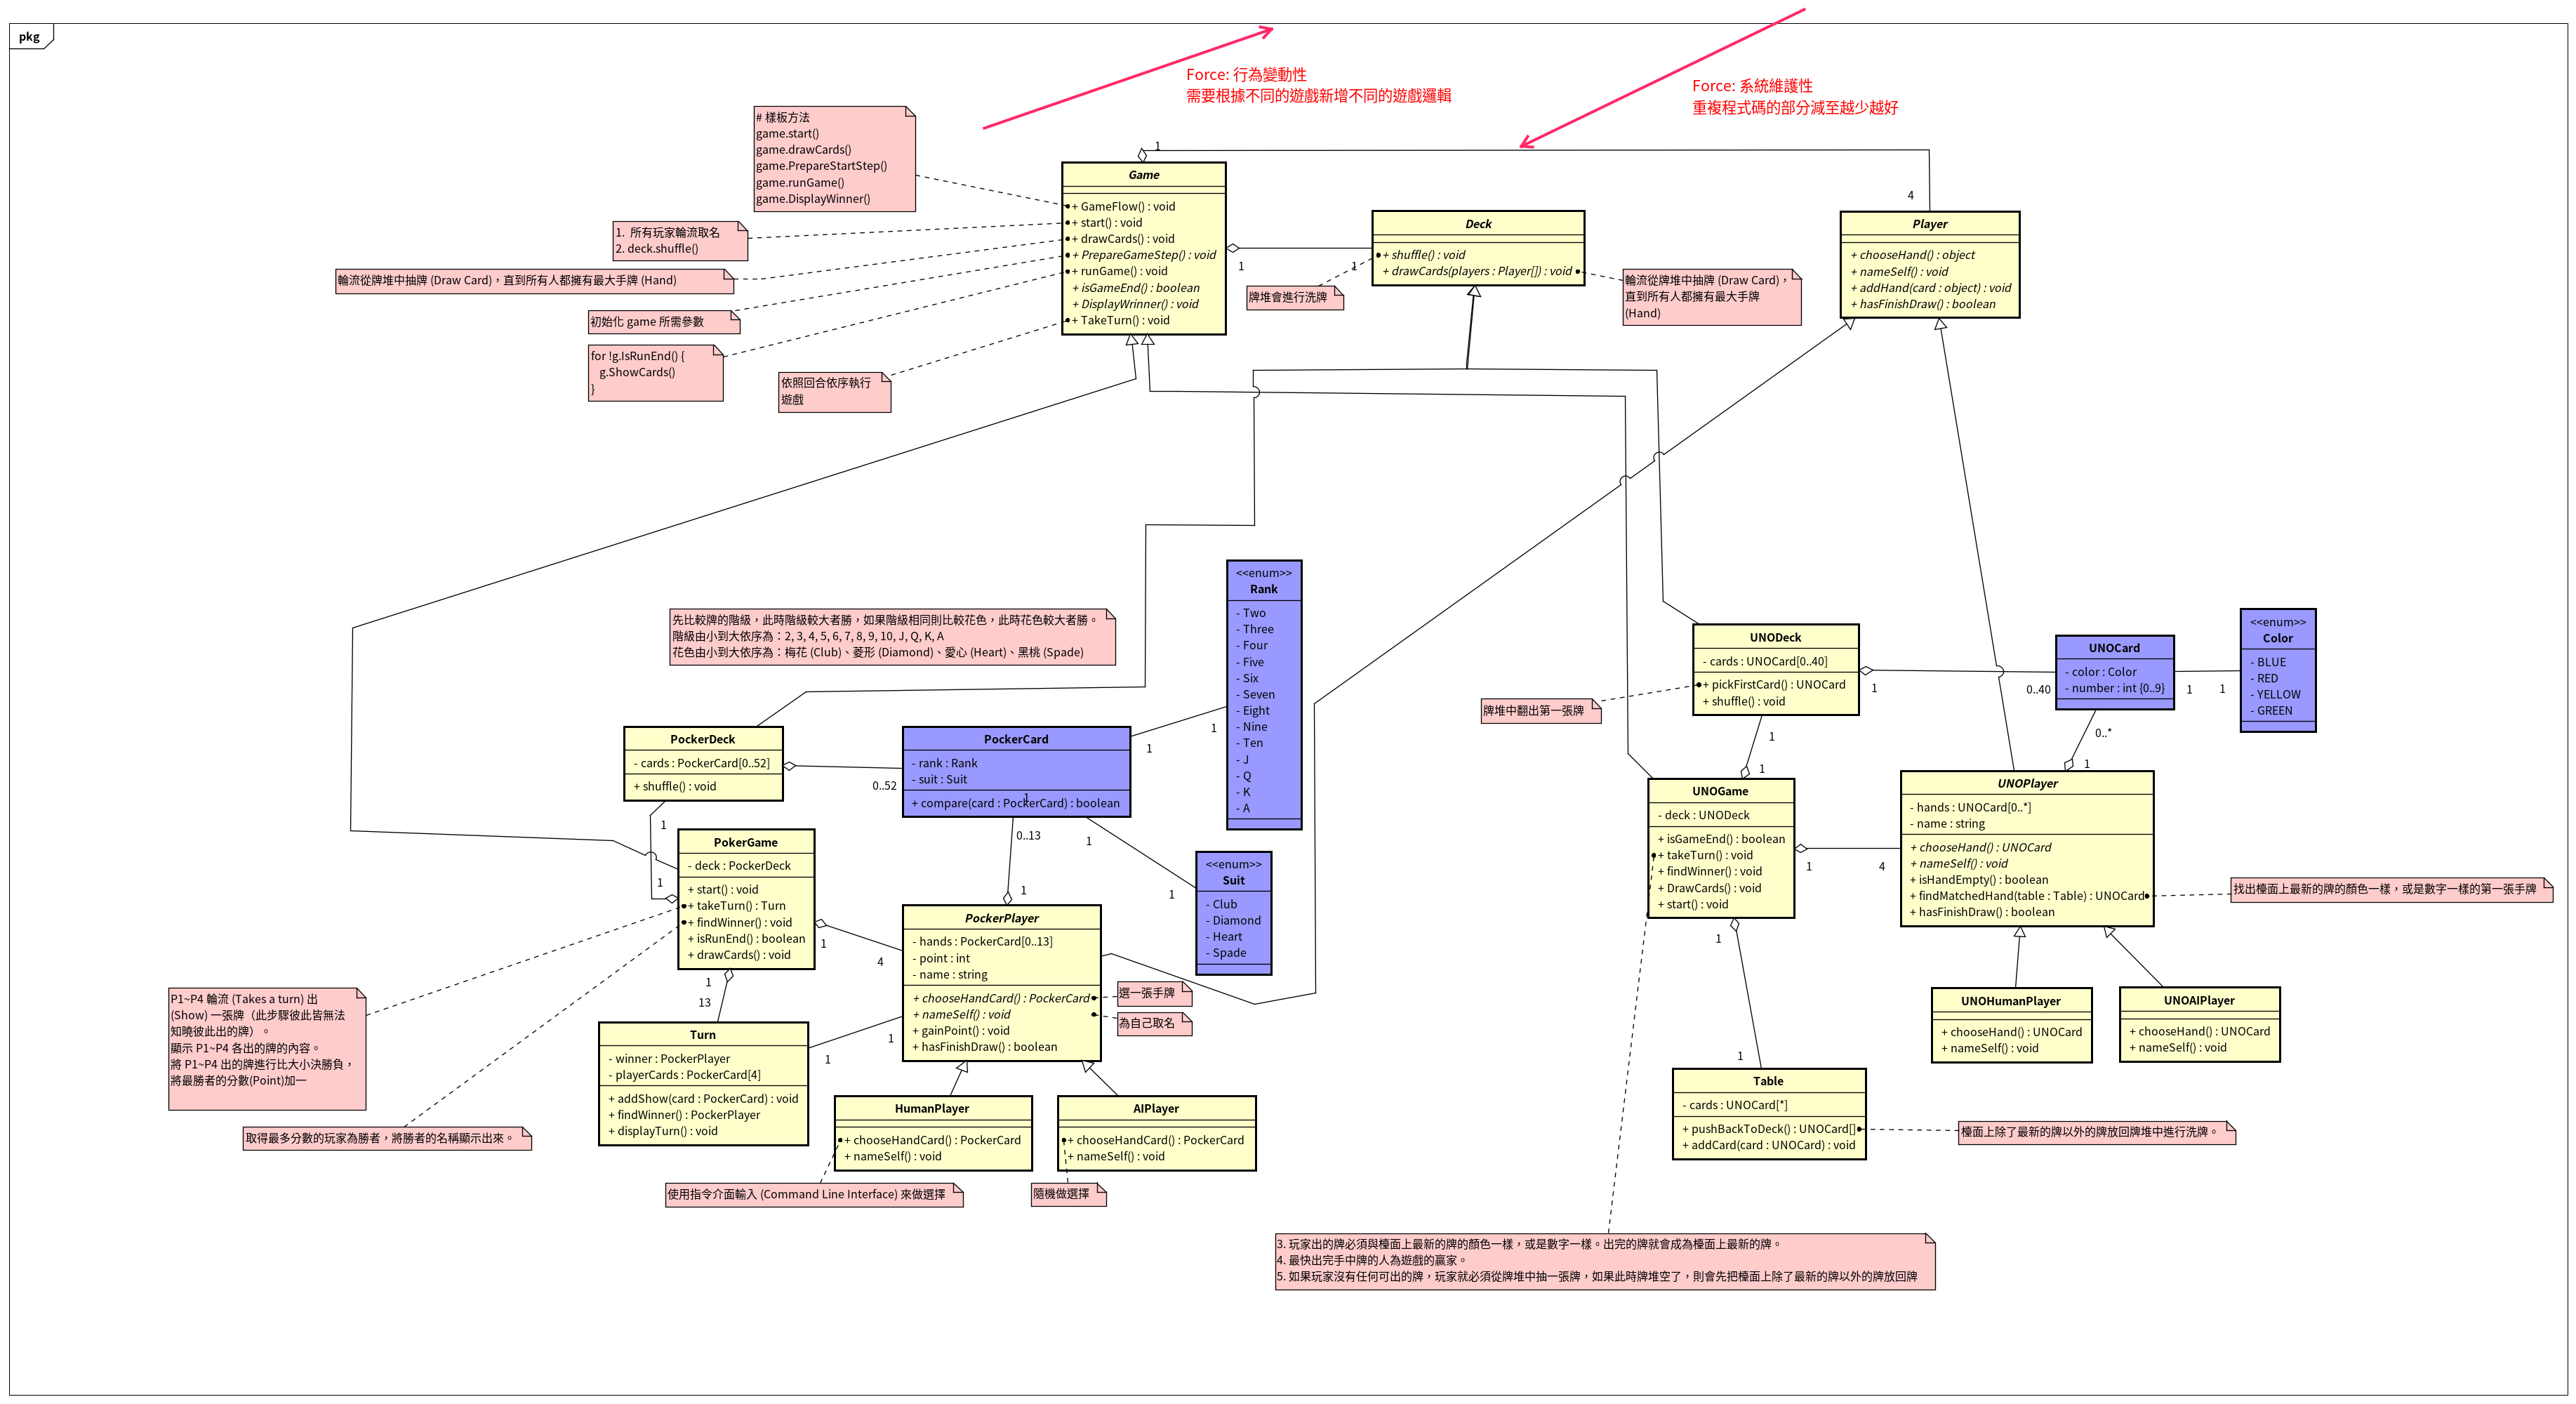 pkg
Force: 行為變動性
需要根據不同的遊戲新增不同的遊戲邏輯
Force: 系統維護性
重複程式碼的部分減至越少越好
# 樣板方法
game.start()
game.drawCards()
game.PrepareStartStep()
game.runGame()
game.DisplayWinner()
1. 所有玩家輪流取名
2. deck.shuffle()
輪流從牌堆中抽牌 (Draw Card),直到所有人都擁有最大手牌 (Hand)
初始化 game 所需參數
for !g.IsRunEnd() {
g.ShowCards()
}
依照回合依序執行
遊戲
Game
+ GameFlow() : void
+ start() : void
+ drawCards() : void
+ PrepareGameStep() : void
+ runGame() : void
+ isGameEnd() : boolean
+ DisplayWrinner() : void
+ TakeTurn() : void
1
4
1
1
Deck
+ shuffle() : void
+ drawCards(players : Player[]) : void
牌堆會進行洗牌
輪流從牌堆中抽牌 (Draw Card),
直到所有人都擁有最大手牌
(Hand)
Player
+ chooseHand() : object
+ nameSelf() : void
+ addHand(card : object) : void
+ hasFinishDraw() : boolean
先比較牌的階級,此時階級較大者勝,如果階級相同則比較花色,此時花色較大者勝。
階級由小到大依序為:2, 3, 4, 5, 6, 7, 8, 9, 10, J, Q, K, A
花色由小到大依序為:梅花 (Club)、菱形 (Diamond)、愛心 (Heart)、黑桃 (Spade)
<<enum>>
Rank
- Two
- Three
- Four
- Five
- Six
- Seven
- Eight
- Nine
- Ten
- J
- Q
- K
- A
PockerDeck
- cards : PockerCard[0..52]
+ shuffle() : void
0..52
1
PockerCard
- rank : Rank
- suit : Suit
+ compare(card : PockerCard) : boolean
1
1
0..13
1
1
1
<<enum>>
Suit
- Club
- Diamond
- Heart
- Spade
PokerGame
- deck : PockerDeck
+ start() : void
+ takeTurn() : Turn
+ findWinner() : void
+ isRunEnd() : boolean
+ drawCards() : void
1
1
1
4
1
13
PockerPlayer
- hands : PockerCard[0..13]
- point : int
- name : string
+ chooseHandCard() : PockerCard
+ nameSelf() : void
+ gainPoint() : void
+ hasFinishDraw() : boolean
選一張手牌
為自己取名
P1~P4 輪流 (Takes a turn) 出
(Show) 一張牌(此步驟彼此皆無法
知曉彼此出的牌)。
顯示 P1~P4 各出的牌的內容。
將 P1~P4 出的牌進行比大小決勝負,
將最勝者的分數(Point)加一
取得最多分數的玩家為勝者,將勝者的名稱顯示出來。
Turn
- winner : PockerPlayer
- playerCards : PockerCard[4]
+ addShow(card : PockerCard) : void
+ findWinner() : PockerPlayer
+ displayTurn() : void
1
1
HumanPlayer
+ chooseHandCard() : PockerCard
+ nameSelf() : void
AIPlayer
+ chooseHandCard() : PockerCard
+ nameSelf() : void
使用指令介面輸入 (Command Line Interface) 來做選擇
隨機做選擇
UNODeck
- cards : UNOCard[0..40]
+ pickFirstCard() : UNOCard
+ shuffle() : void
牌堆中翻出第一張牌
1
0..40
UNOCard
- color : Color
- number : int {0..9}
1
1
<<enum>>
Color
- BLUE
- RED
- YELLOW
- GREEN
1
1
0..*
1
UNOGame
- deck : UNODeck
+ isGameEnd() : boolean
+ takeTurn() : void
+ findWinner() : void
+ DrawCards() : void
+ start() : void
1
4
UNOPlayer
- hands : UNOCard[0..*]
- name : string
+ chooseHand() : UNOCard
+ nameSelf() : void
+ isHandEmpty() : boolean
+ findMatchedHand(table : Table) : UNOCard
+ hasFinishDraw() : boolean
找出檯面上最新的牌的顏色一樣,或是數字一樣的第一張手牌
1
1
UNOHumanPlayer
+ chooseHand() : UNOCard
+ nameSelf() : void
UNOAIPlayer
+ chooseHand() : UNOCard
+ nameSelf() : void
Table
- cards : UNOCard[*]
+ pushBackToDeck() : UNOCard[]
+ addCard(card : UNOCard) : void
檯面上除了最新的牌以外的牌放回牌堆中進行洗牌。
3. 玩家出的牌必須與檯面上最新的牌的顏色一樣,或是數字一樣。出完的牌就會成為檯面上最新的牌。
4. 最快出完手中牌的人為遊戲的贏家。
5. 如果玩家沒有任何可出的牌,玩家就必須從牌堆中抽一張牌,如果此時牌堆空了,則會先把檯面上除了最新的牌以外的牌放回牌